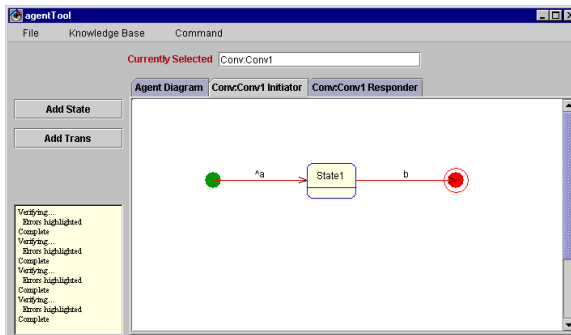 agentTool
File Knowledge Base Command
Currently Selected Conv:Conv1
Agent Diagram Conv:Conv1 Initiator Conv:Conv1 Responder
Add State
Add Trans
^a State1 b
Verifying...
Errors highlighted
Complete
Verifying...
Errors highlighted
Complete
Verifying...
Errors highlighted
Complete
Verifying...
Errors highlighted
Complete